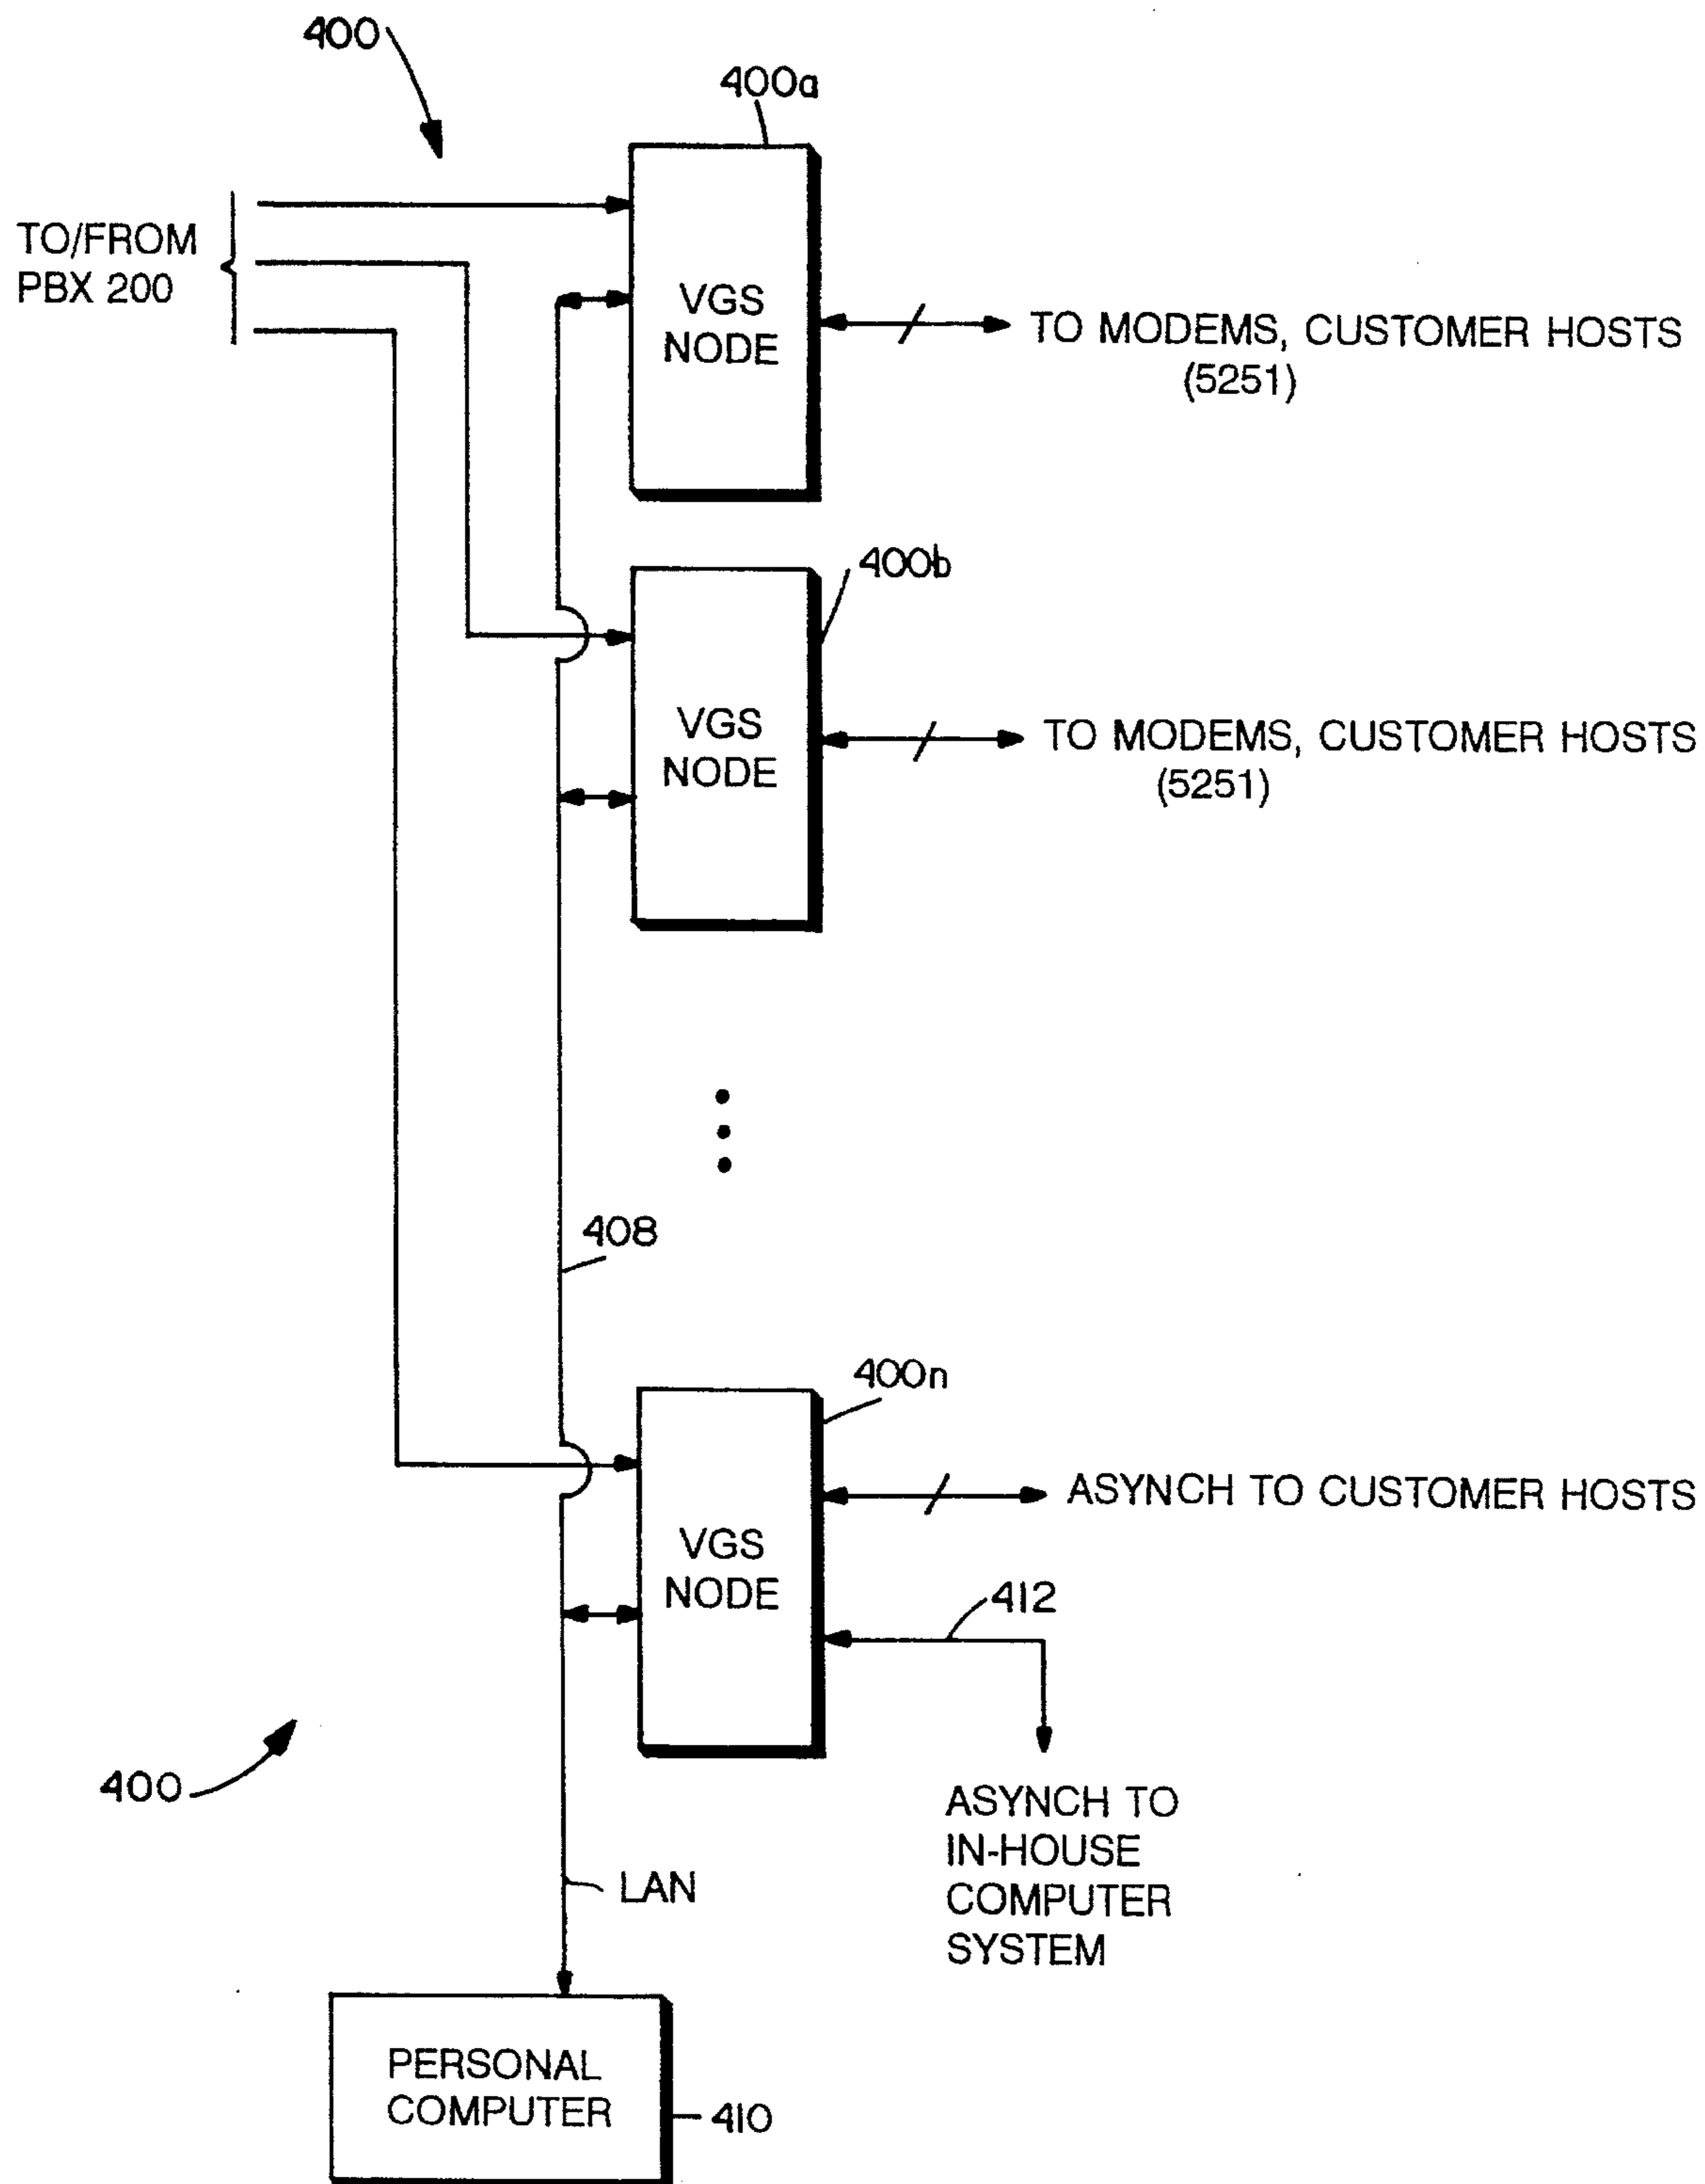 400
400a
TO/FROM
PBX 200
VGS
NODE
TO MODEMS, CUSTOMER HOSTS
(5251)
400b
VGS
NODE
TO MODEMS, CUSTOMER HOSTS
(5251)
408
400n
VGS
NODE
ASYNCH TO CUSTOMER HOSTS
412
400
ASYNCH TO
IN-HOUSE
COMPUTER
SYSTEM
LAN
PERSONAL
COMPUTER
410